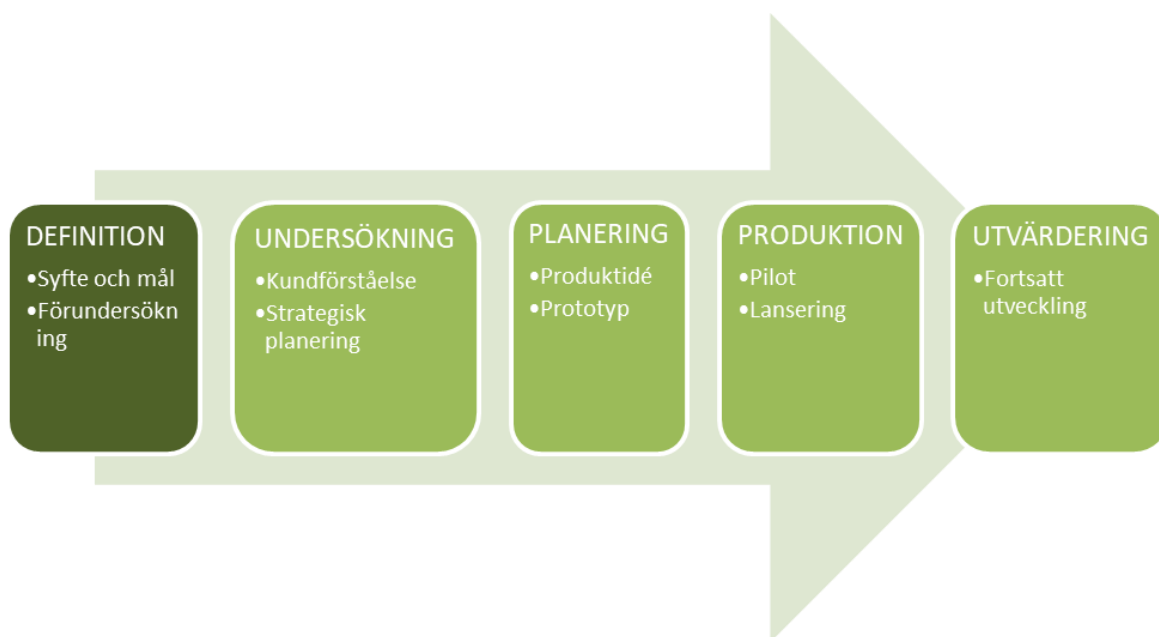 DEFINITION
•Syfte och mål
•Förundersökn
ing
UNDERSÖKNING
•Kundförståelse
•Strategisk
planering
PLANERING
•Produktidé
•Prototyp
PRODUKTION
•Pilot
•Lansering
UTVÄRDERING
•Fortsatt
utveckling